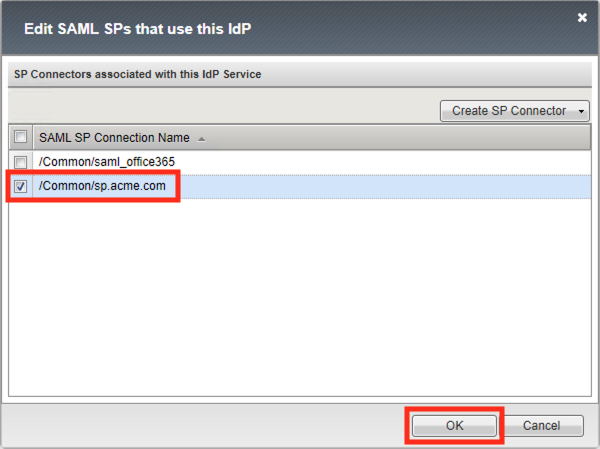 Edit SAML SPs that use this IdP
SP Connectors associated with this IdP Service
Create SP Connector
SAML SP Connection Name
/Common/saml_office365
/Common/sp.acme.com
OK
Cancel